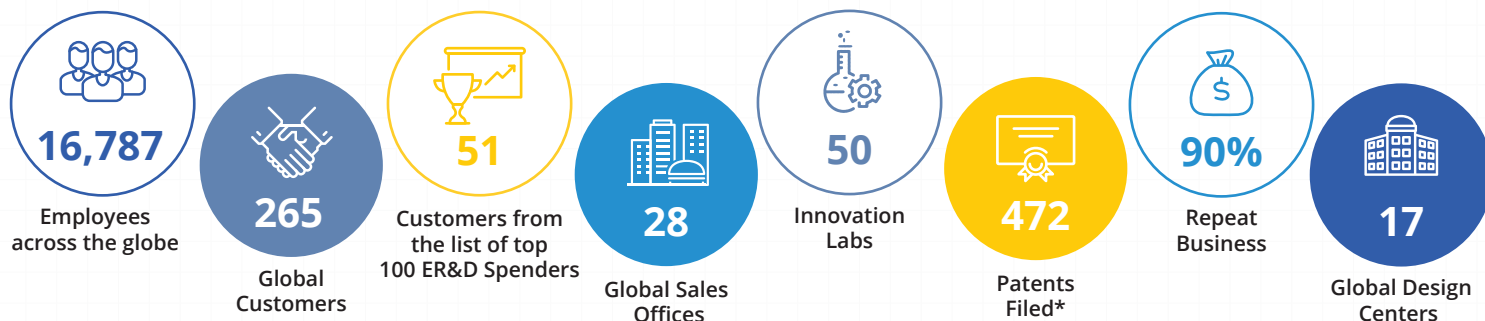 16,787
Employees
across the globe
265
Global
Customers
51
Customers from
the list of top
100 ER&D Spenders
28
Global Sales
Offices
50
Innovation
Labs
472
Patents
Filed*
$
90%
Repeat
Business
17
Global Design
Centers